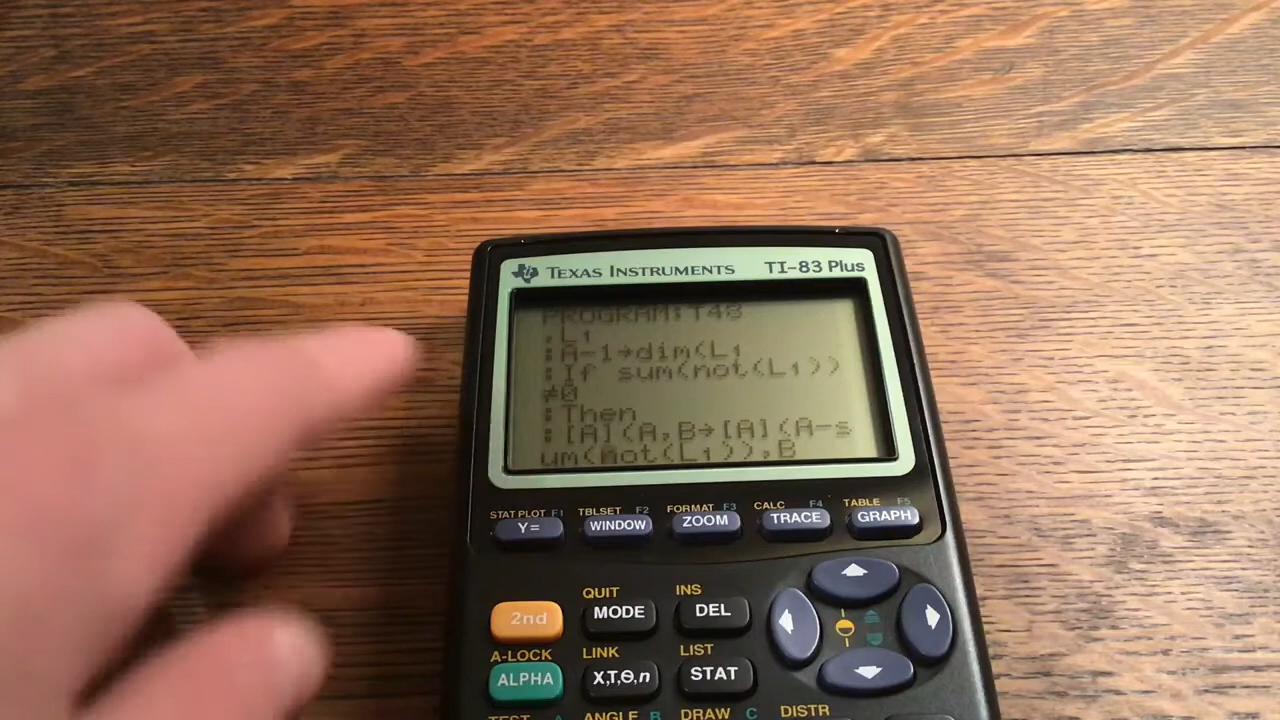 TEXAS INSTRUMENTS TI-83 Plus
PROGRAM:T48
,L₁
:A-1→dim(L₁
:If sum(not(L₁))
≠0
:Then
:[A](A,B→[A](A-s
um(not(L₁)),B
STAT PLOT F1 TBLSET F2 FORMAT F3 CALC F4 TABLE F5
Y= WINDOW ZOOM TRACE GRAPH
QUIT INS
2nd MODE DEL
A-LOCK LINK LIST
ALPHA X,T,Θ,n STAT
TEST A ANGLE B DRAW C DISTR